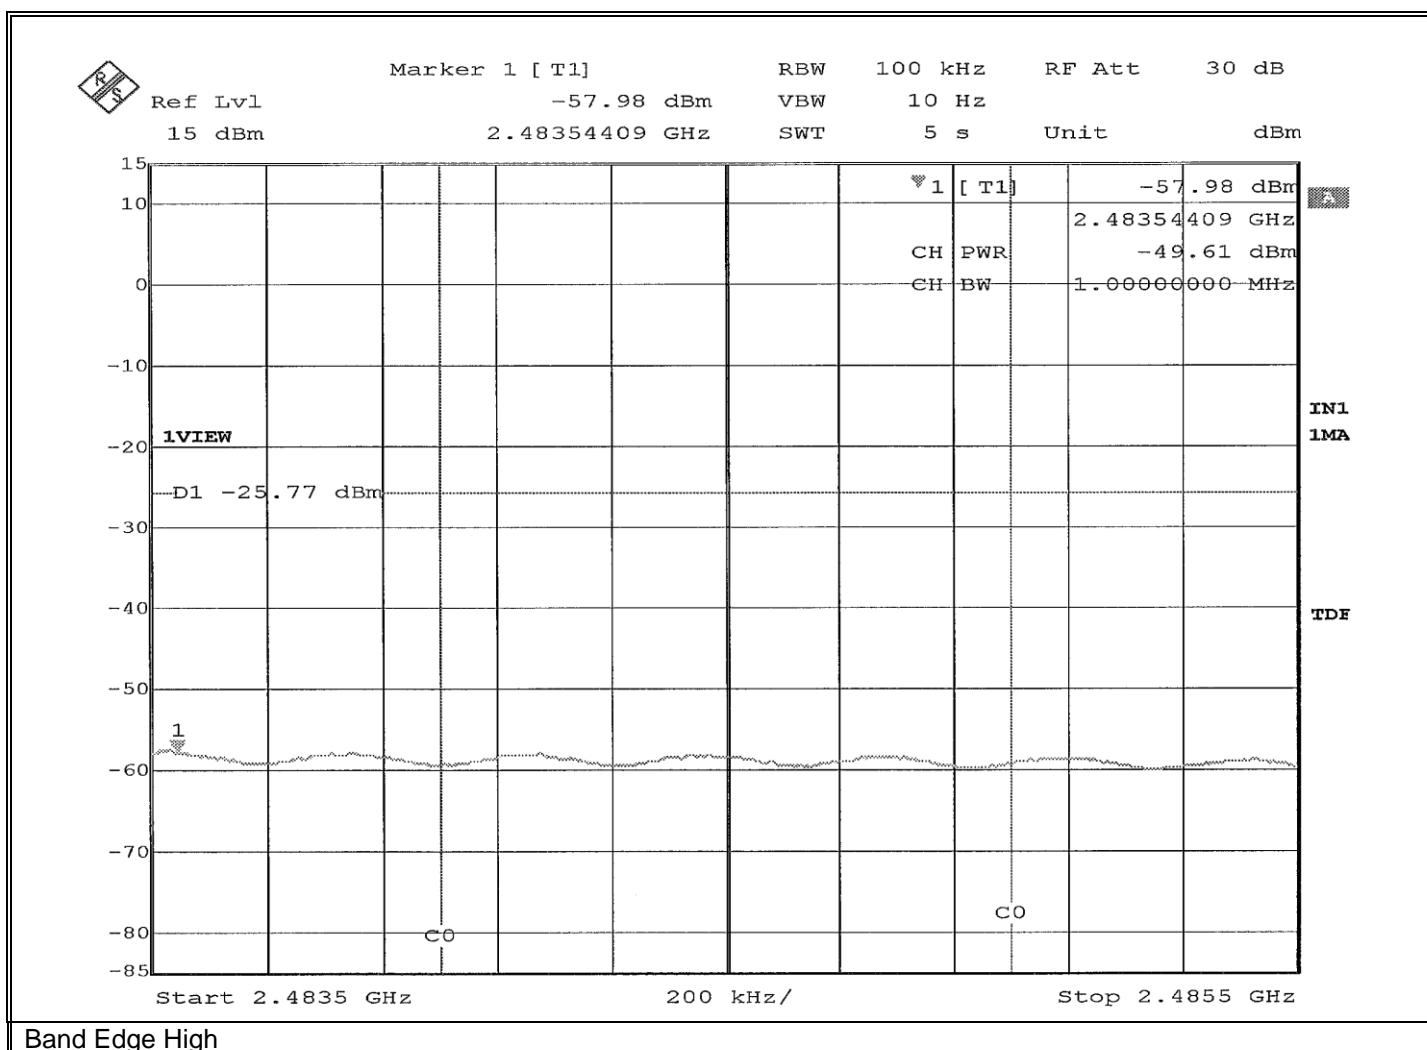 Marker 1 [ T1] RBW 100 kHz RF Att 30 dB
Ref Lvl -57.98 dBm VBW 10 Hz
15 dBm 2.48354409 GHz SWT 5 s Unit dBm
15
1 [ T1] -57.98 dBm
A
10
2.48354409 GHz
CH PWR -49.61 dBm
0
CH BW 1.00000000 MHz
-10
IN1
1VIEW
1MA
-20
D1 -25.77 dBm
-30
-40
TDF
-50
1
-60
-70
C0
-80
C0
-85
Start 2.4835 GHz 200 kHz/ Stop 2.4855 GHz
Band Edge High